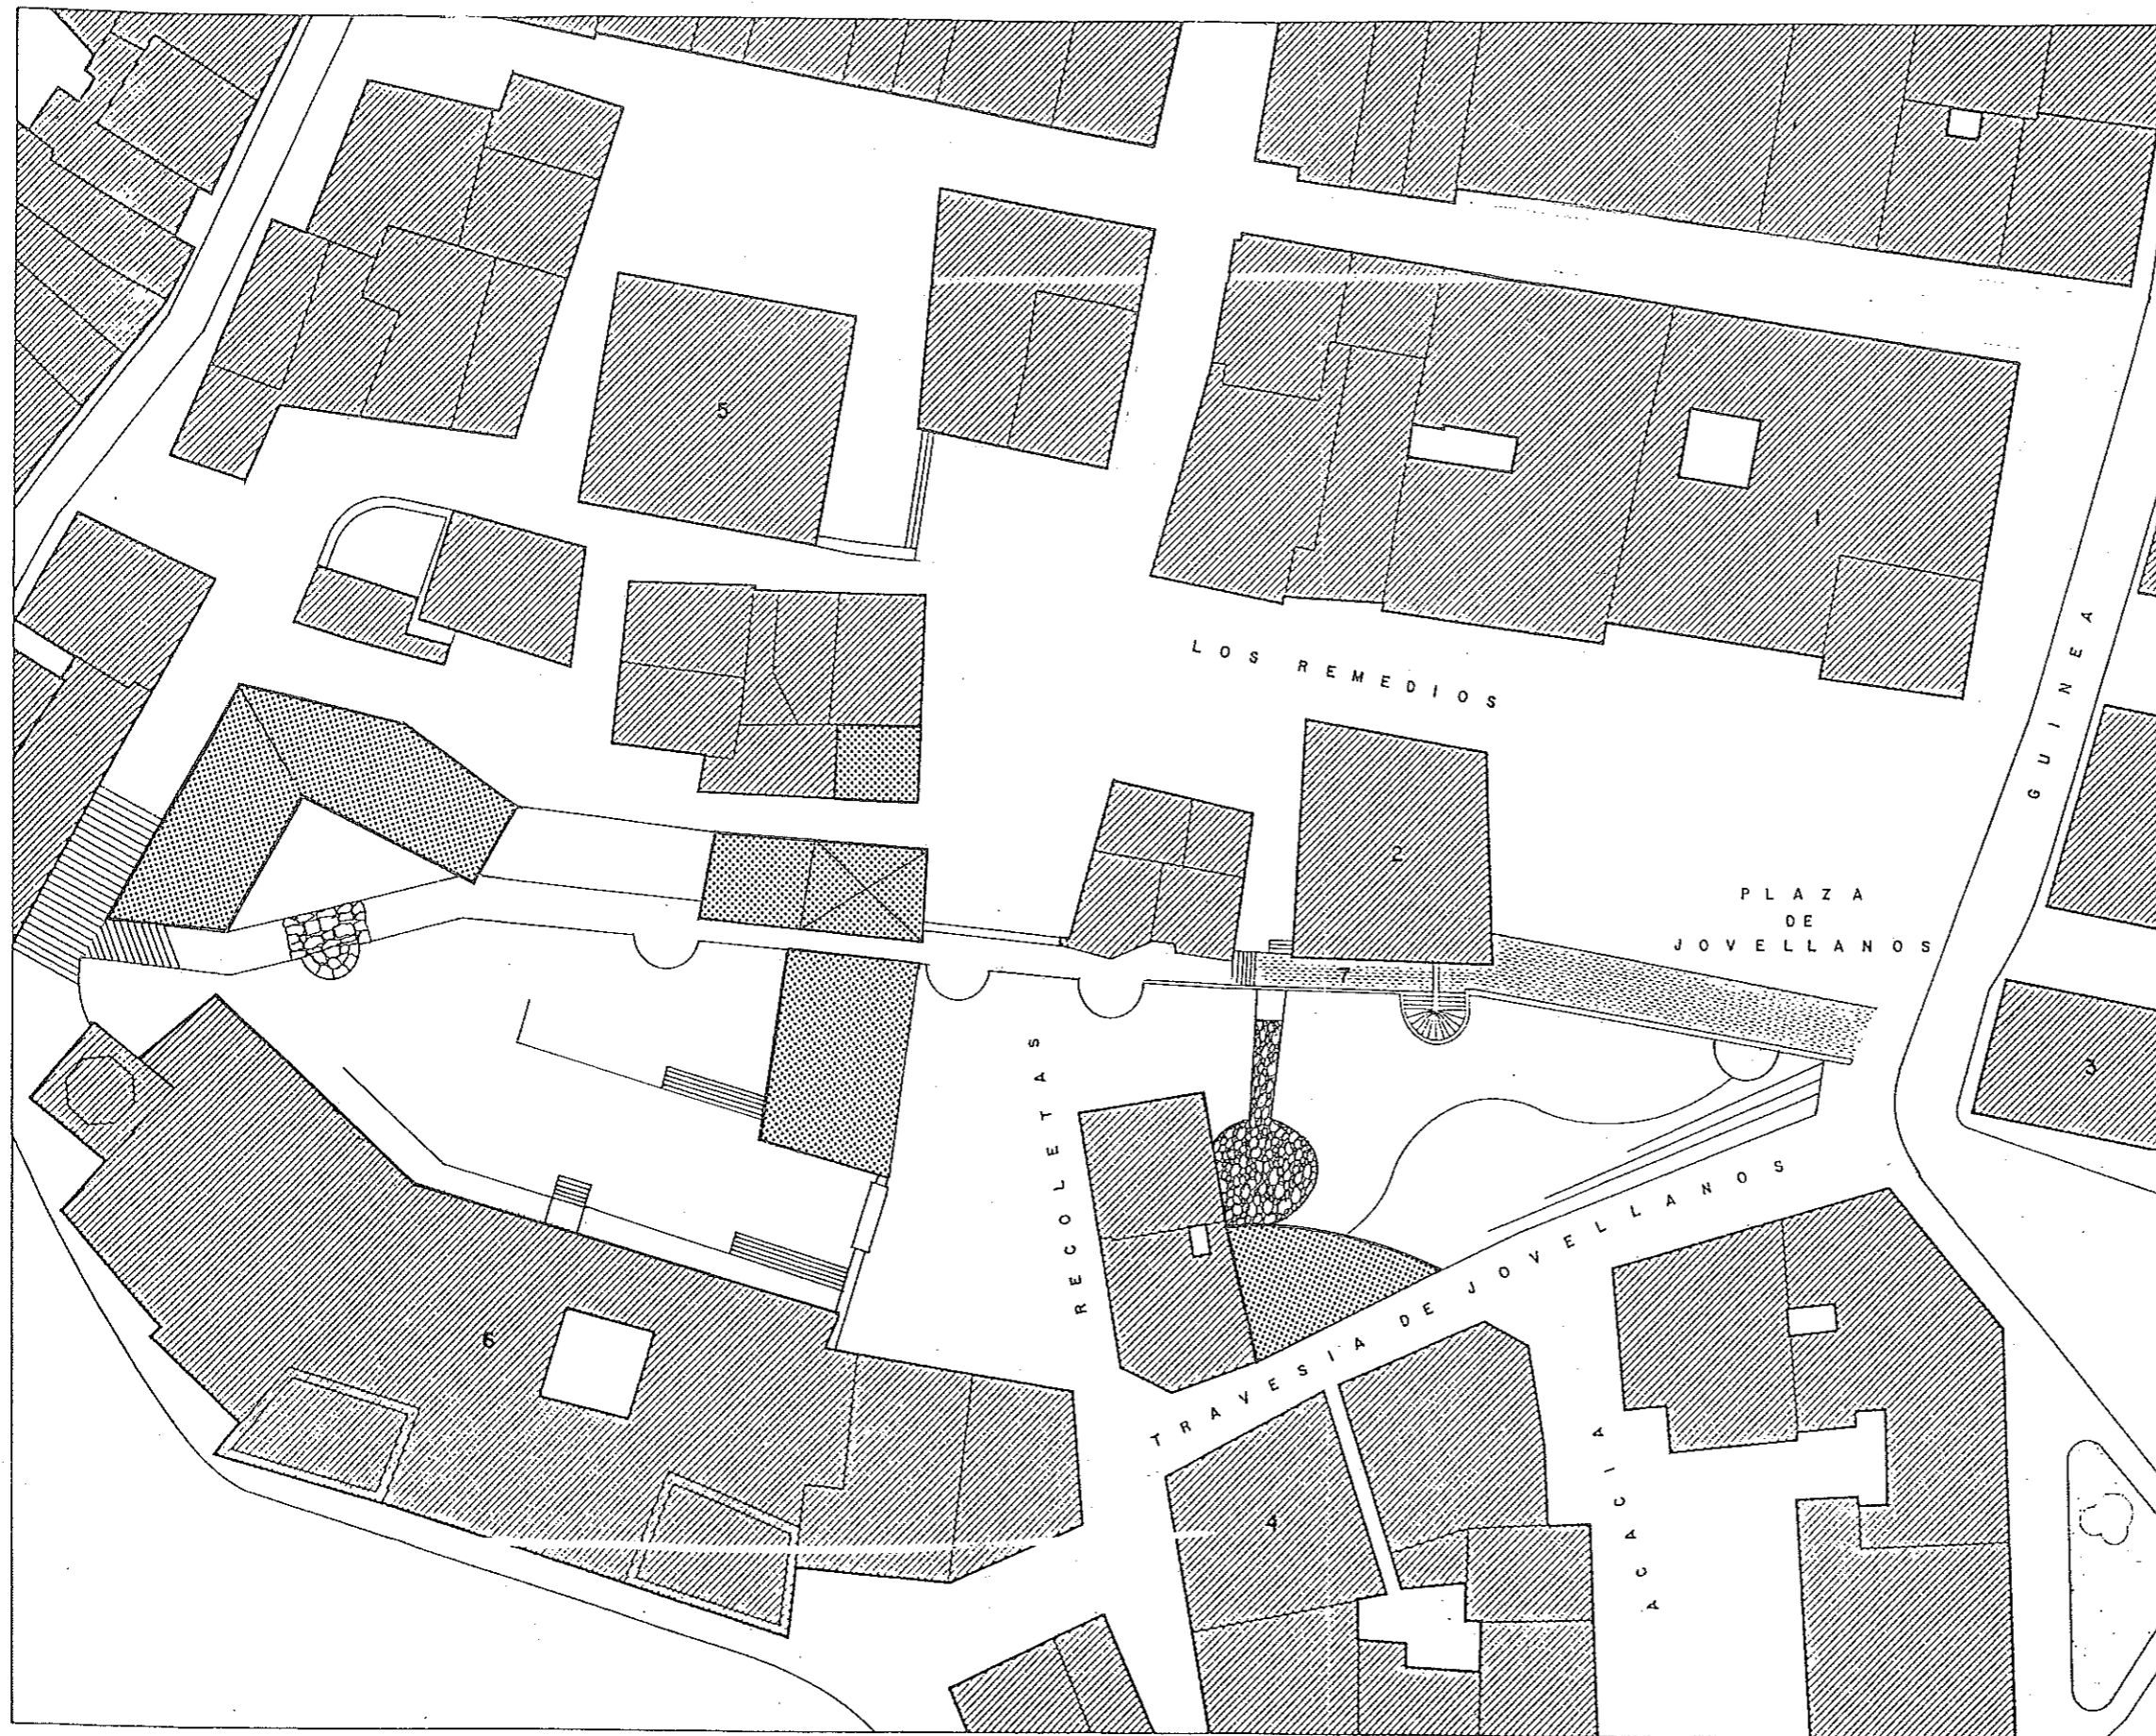 5
1
LOS REMEDIOS
GUINEA
2
PLAZA
DE
JOVELLANOS
7
3
RECOLETAS
TRAVESIA DE JOVELLANOS
6
4
ACACIA